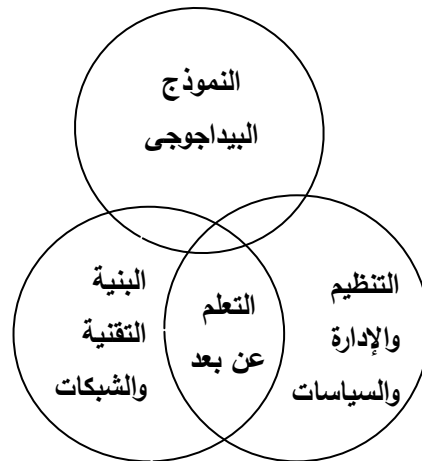 النموذج
البيداجوجى
التنظيم
والإدارة
والسياسات
التعلم
عن بعد
البنية
التقنية
والشبكات